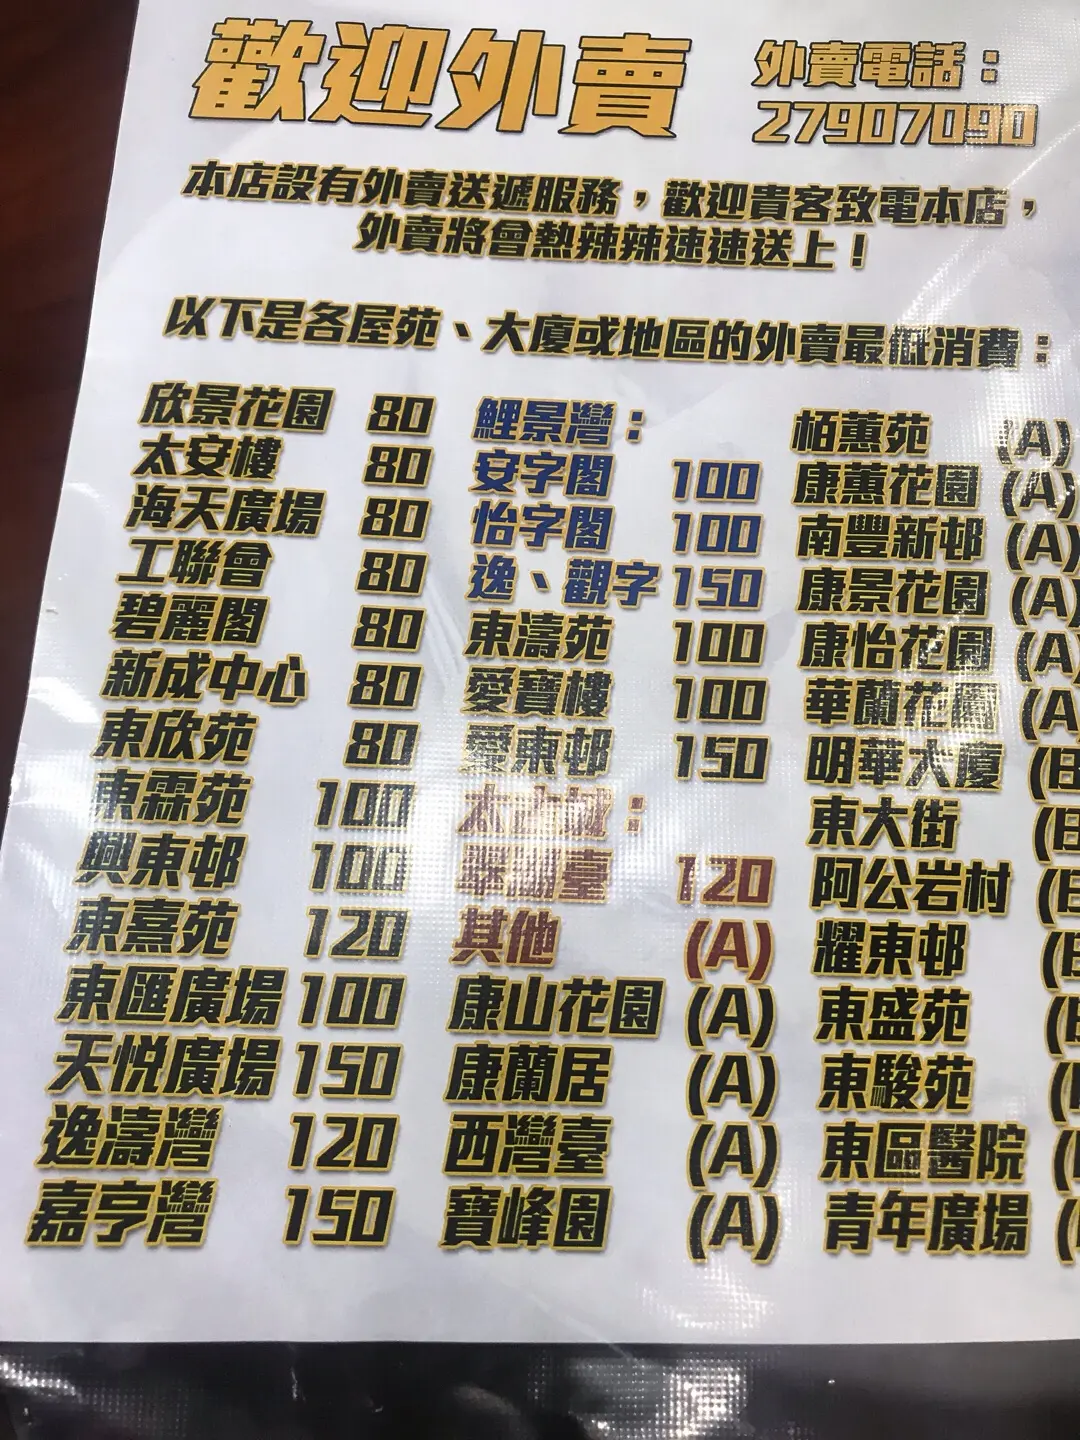 歡迎外賣
外賣電話：
27907090
本店設有外賣送遞服務，歡迎貴客致電本店，
外賣將會熱辣辣速速送上！
以下是各屋苑、大廈或地區的外賣最低消費：
欣景花園 80
太安樓 80
海天廣場 80
工聯會 80
碧麗閣 80
新成中心 80
東欣苑 80
東霖苑 100
興東邨 100
東熹苑 120
東匯廣場 100
天悅廣場 150
逸濤灣 120
嘉亨灣 150
鯉景灣：
安字閣 100
怡字閣 100
逸、觀字 150
東濤苑 100
愛寶樓 100
愛東邨 150
太古城：
120
其他 (A)
康山花園 (A)
康蘭居 (A)
西灣臺 (A)
寶峰園 (A)
栢蕙苑 (A)
康蕙花園 (A)
南豐新邨 (A)
康景花園 (A)
康怡花園 (A)
華蘭花園 (A
明華大廈 (B
東大街 (B
阿公岩村 (B
耀東邨 (B
東盛苑 (B
東駿苑 (
東區醫院 (
青年廣場 (